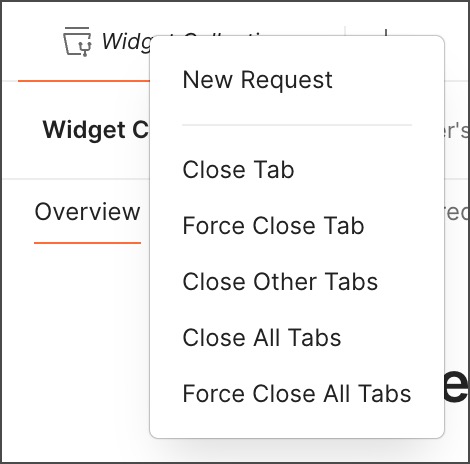 New Request
Widget C
Close Tab
Overview
Force Close Tab
Close Other Tabs
Close All Tabs
Force Close All Tabs